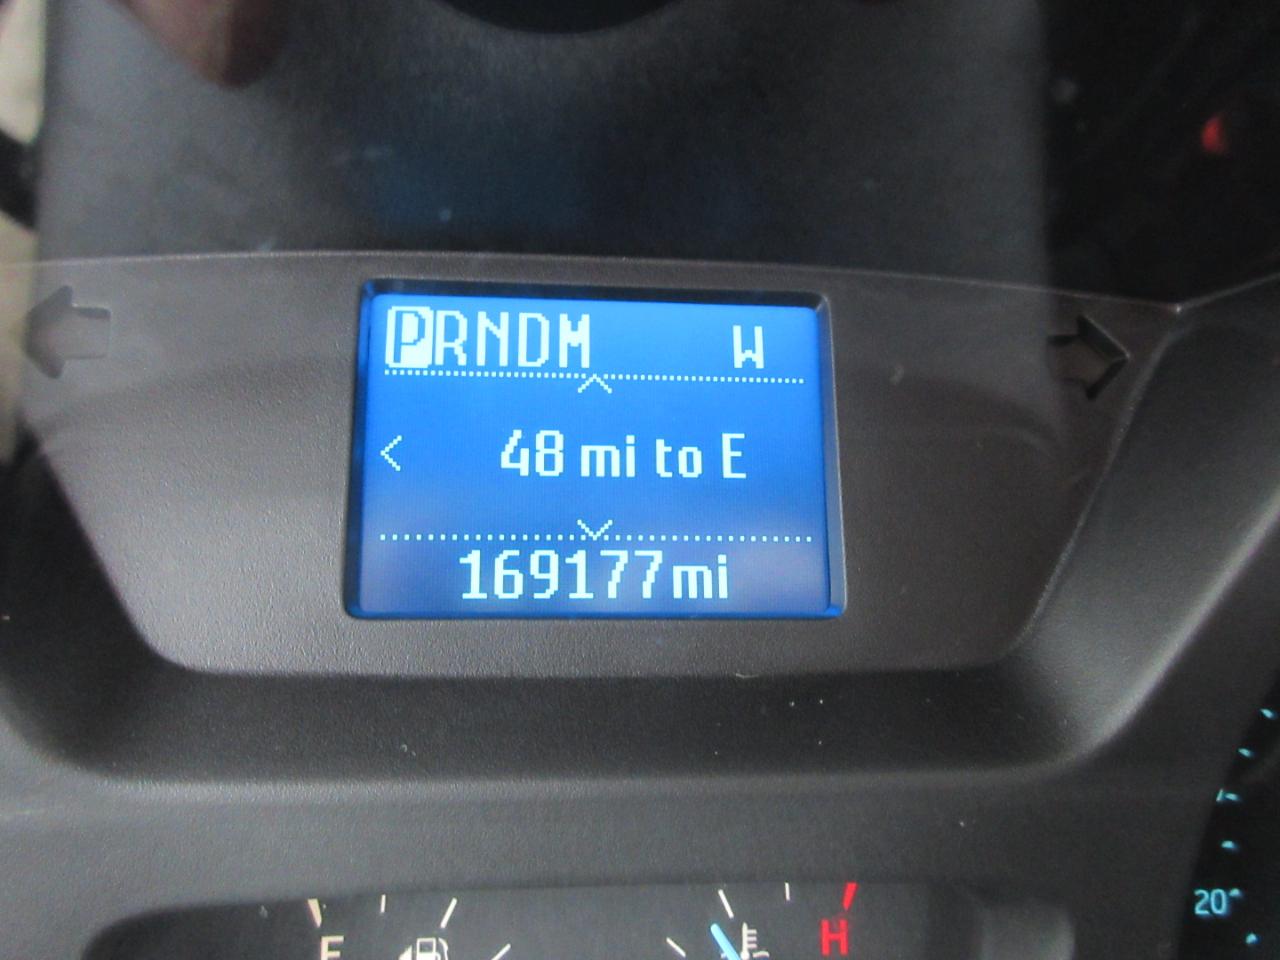 PRNDM W
48 mi to E
169177 mi
E H
20